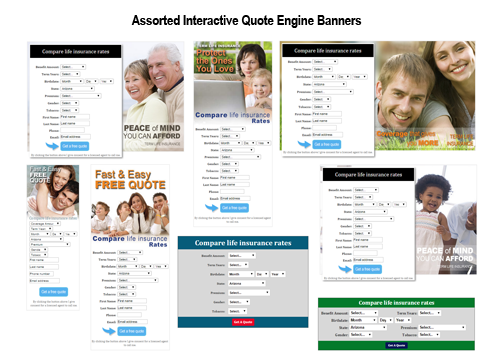 Assorted Interactive Quote Engine Banners
Compare life insurance rates
Benefit Amount: Select...
Term Years: Select...
Birthdate: Month Day Year
State: Arizona
Premium: Select...
Gender: Select...
Tobacco: Select...
First Name: First name
Last Name: Last name
Phone:
Email: Email address
Get a free quote
PEACE of MIND
YOU CAN AFFORD
TERM LIFE INSURANCE
TERM LIFE INSURANCE
Protect
the Ones
You Love
Compare life insurance
Rates
Benefit Amount: Select...
Term Years: Select...
Birthdate: Month Day Year
State: Arizona
Premium: Select...
Gender: Select...
Tobacco: Select...
First Name: First name
Last Name: Last name
Phone:
Email: Email address
Get a free quote
Compare life insurance rates
Benefit Amount: Select...
Term Years: Select...
Birthdate: Month Day Year
State: Arizona
Premium: Select...
Gender: Select...
Tobacco: Select...
First Name: First name
Last Name: Last name
Phone:
Email: Email address
Get a free quote
Coverage
you MORE
INSURANCE
Fast & Easy
FREE
QUOTE
Coverage Amount
Term Years
Month Day Year
Arizona
Premium
Gender
Tobacco
First name
Last name
Phone number
Email address
Get a free quote
Fast & Easy
FREE QUOTE
Compare life insurance
Rates
Benefit Amount: Select...
Term Years: Select...
Birthdate: Month Day Year
State: Arizona
Premium: Select...
Gender: Select...
Tobacco: Select...
First Name: First name
Last Name: Last name
Phone:
Email: Email address
Get a free quote
Compare life insurance rates
Benefit Amount: Select...
Term Years: Select...
Birthdate: Month Day Year
State: Arizona
Premium: Select...
Gender: Select...
Tobacco: Select...
Get A Quote
Benefit Amount: Select...
Term Years: Select...
Birthdate: Month Day Year
State: Arizona
Premium: Select...
Gender: Select...
Tobacco: Select...
First Name: First name
Last Name: Last name
Phone:
Email: Email address
Get a free quote
PEACE of MIND
YOU CAN AFFORD
TERM LIFE INSURANCE
Compare life insurance rates
Benefit Amount: Select... Term Years: Select...
Birthdate: Month Day Year
State: Arizona Premium: Select...
Gender: Select... Tobacco: Select...
Get A Quote